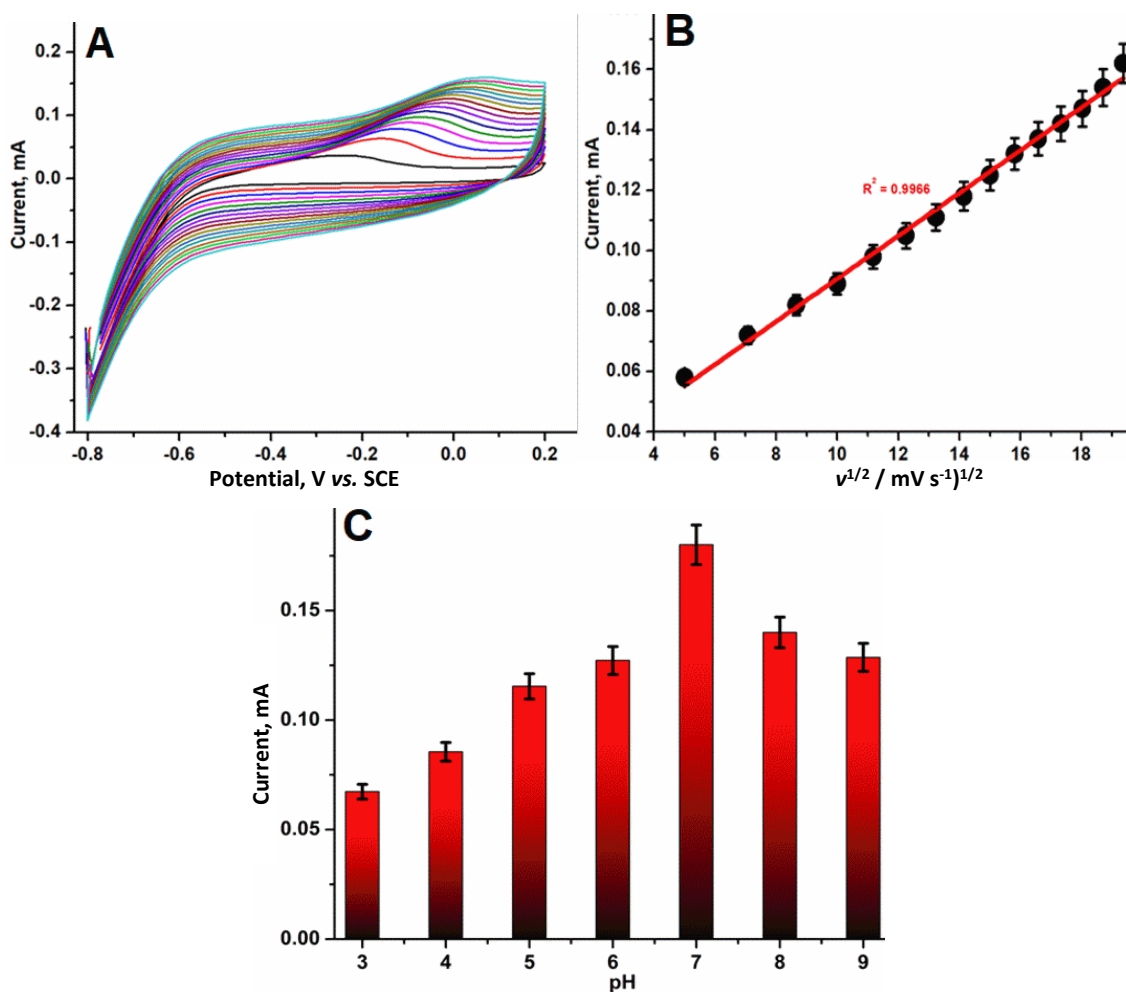 A
0.2
0.1
0.0
-0.1
-0.2
-0.3
-0.4
Current, mA
-0.8 -0.6 -0.4 -0.2 0.0 0.2
Potential, V vs. SCE
B
0.16
0.14
0.12
0.10
0.08
0.06
0.04
Current, mA
R² = 0.9966
4 6 8 10 12 14 16 18
v¹/² / mV s⁻¹)¹/²
C
0.15
0.10
0.05
0.00
Current, mA
3 4 5 6 7 8 9
pH